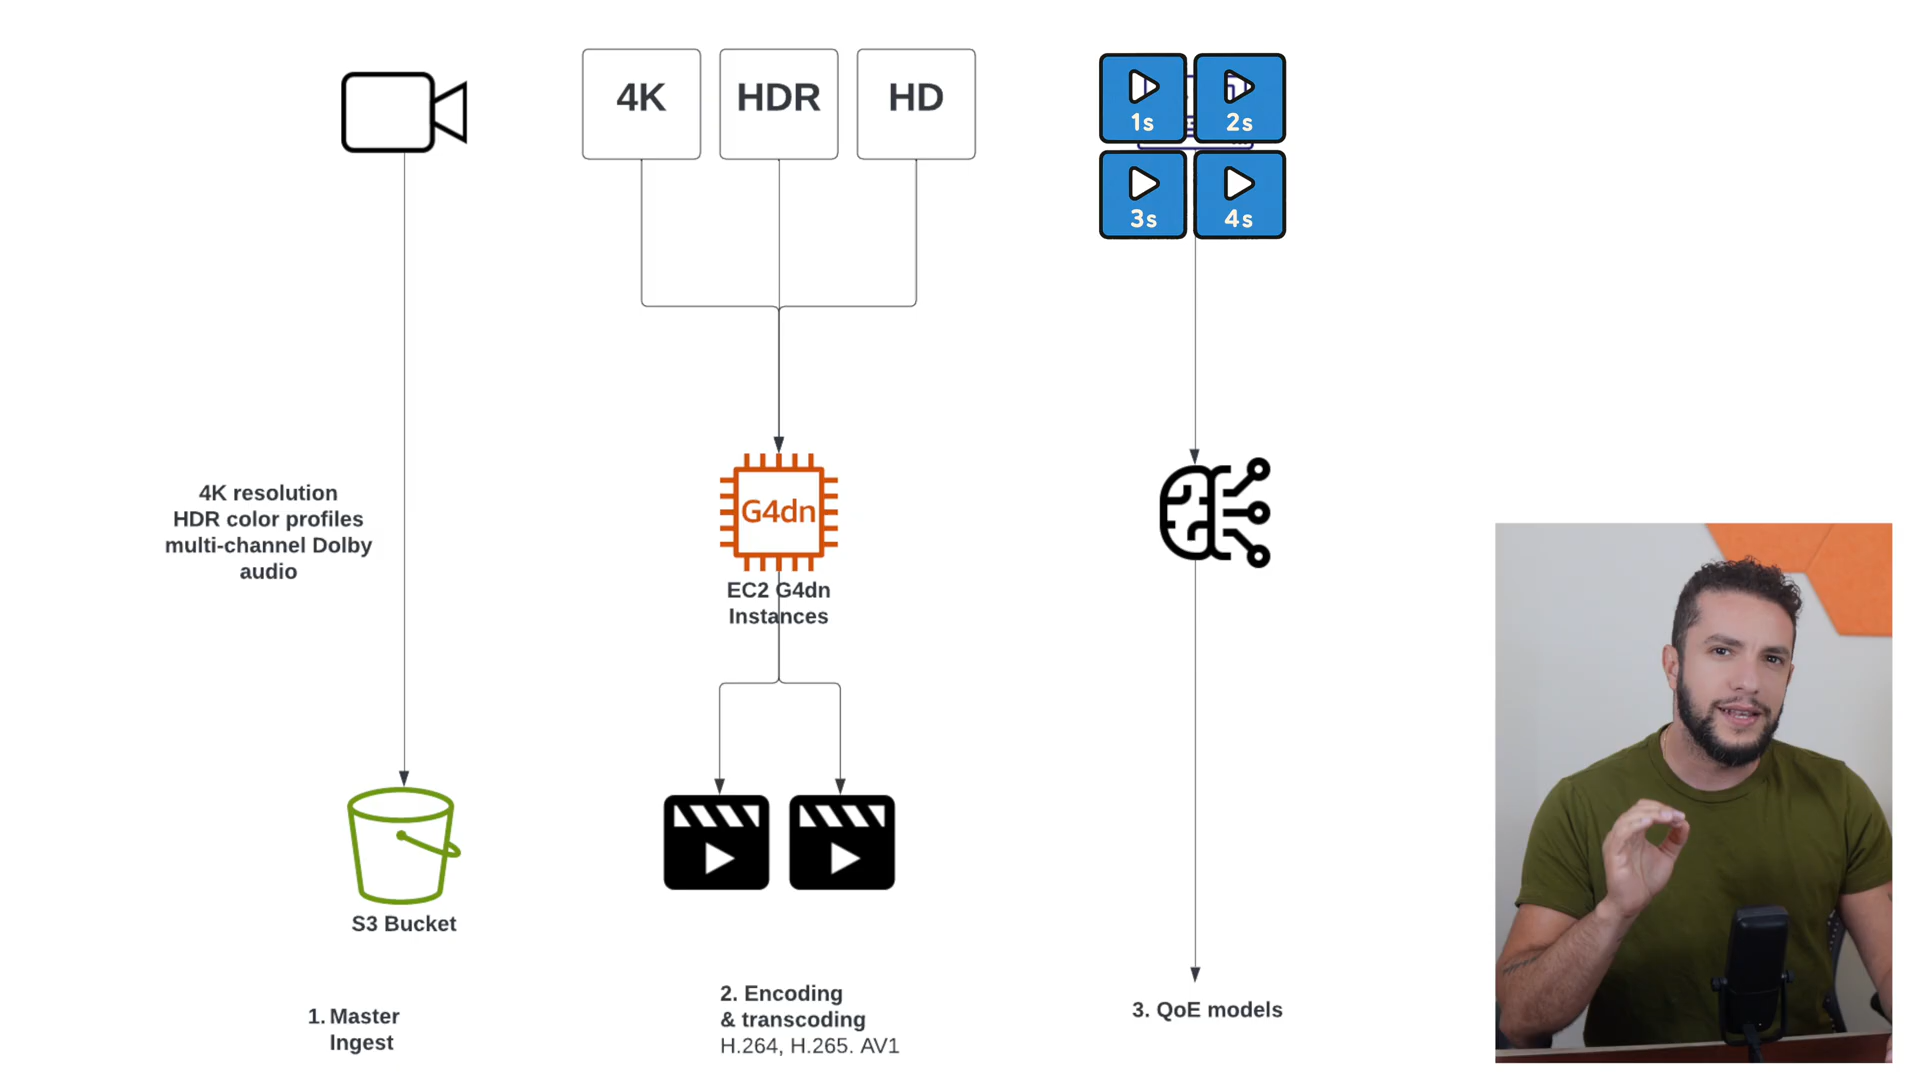 4K
HDR
HD
1s
2s
3s
4s
4K resolution
HDR color profiles
multi-channel Dolby
audio
G4dn
EC2 G4dn
Instances
S3 Bucket
1. Master
Ingest
2. Encoding
& transcoding
H.264, H.265. AV1
3. QoE models